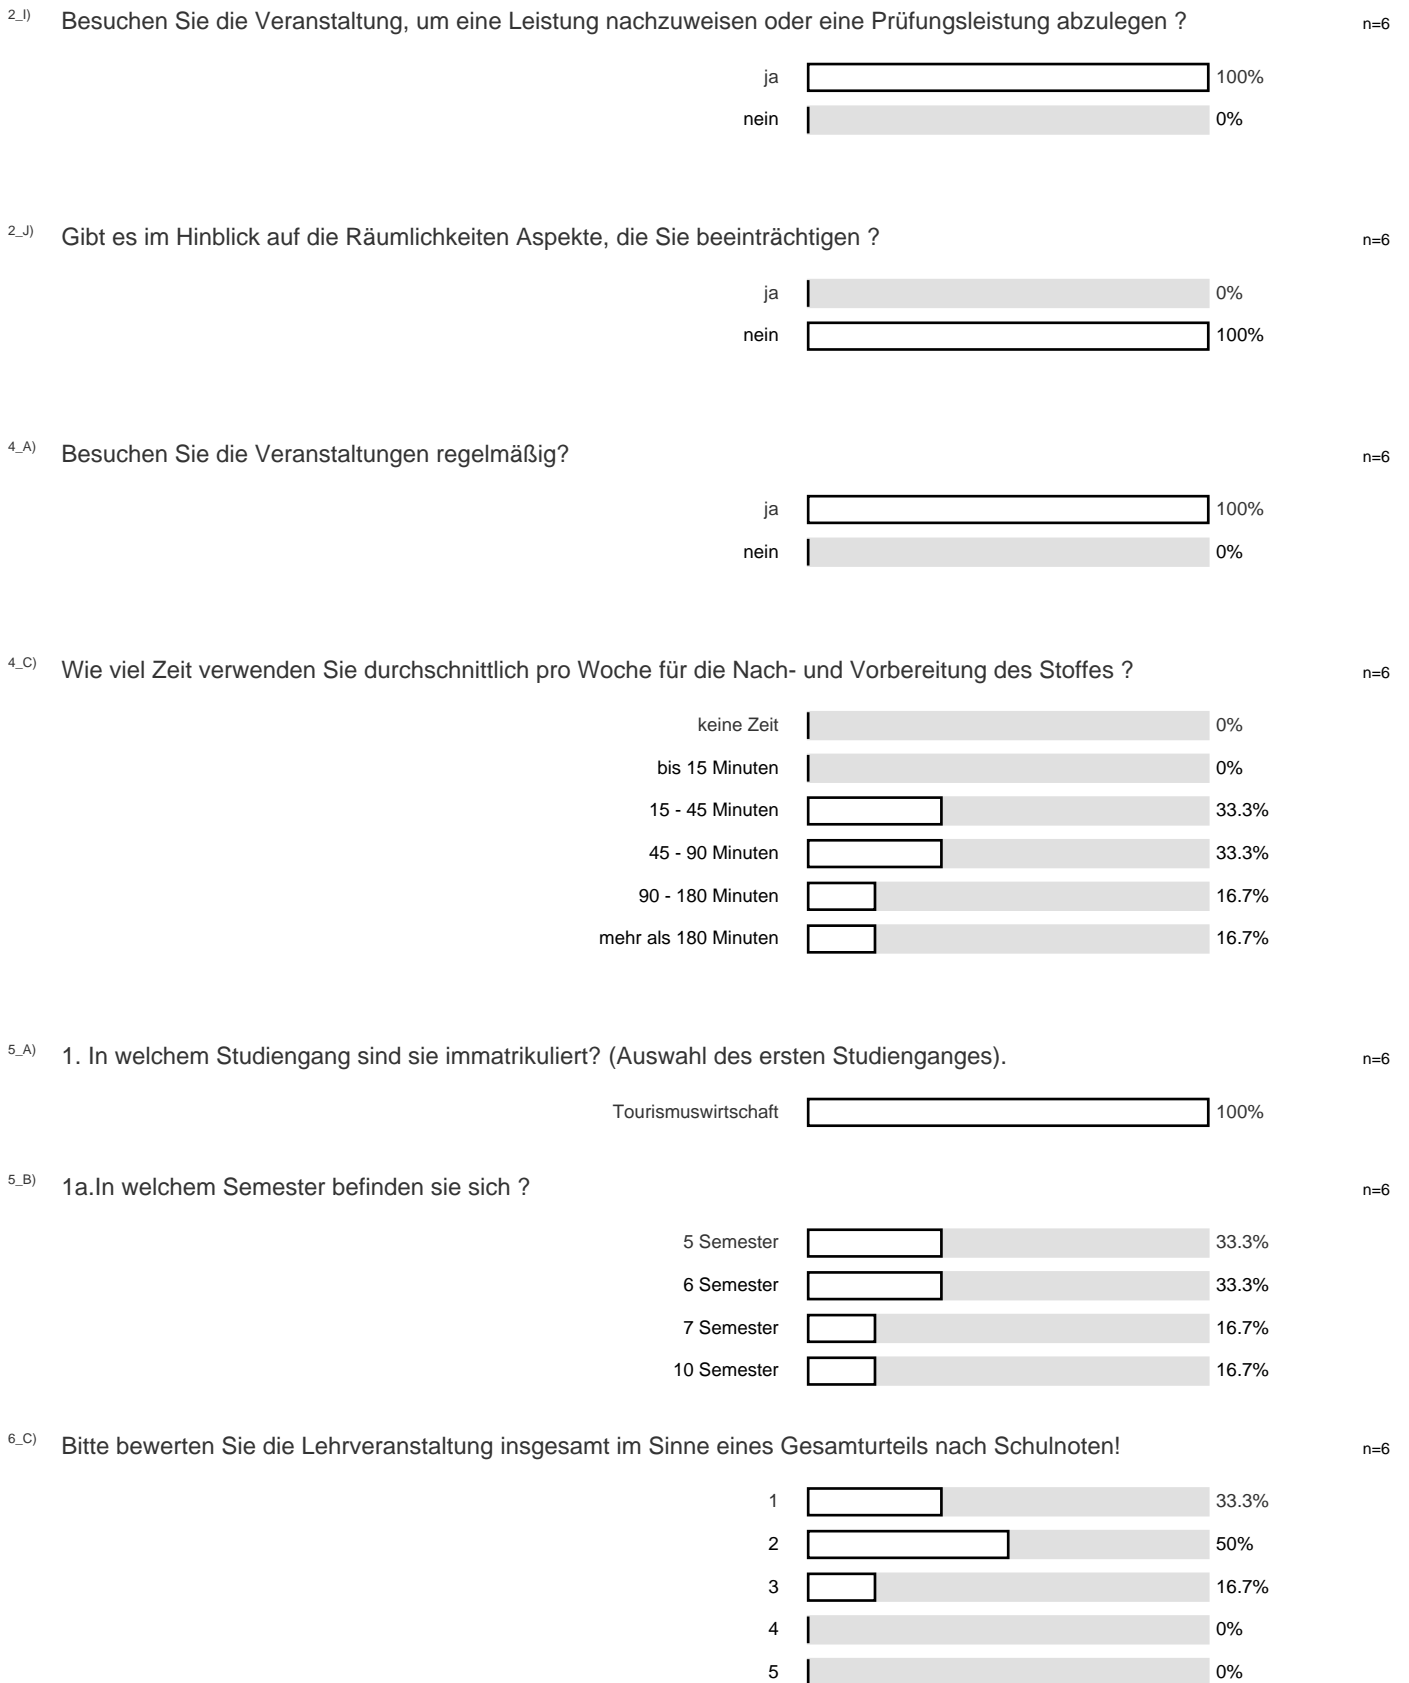 2_I) Besuchen Sie die Veranstaltung, um eine Leistung nachzuweisen oder eine Prüfungsleistung abzulegen ? n=6
ja 100%
nein 0%
2_J) Gibt es im Hinblick auf die Räumlichkeiten Aspekte, die Sie beeinträchtigen ? n=6
ja 0%
nein 100%
4_A) Besuchen Sie die Veranstaltungen regelmäßig? n=6
ja 100%
nein 0%
4_C) Wie viel Zeit verwenden Sie durchschnittlich pro Woche für die Nach- und Vorbereitung des Stoffes ? n=6
keine Zeit 0%
bis 15 Minuten 0%
15 - 45 Minuten 33.3%
45 - 90 Minuten 33.3%
90 - 180 Minuten 16.7%
mehr als 180 Minuten 16.7%
5_A) 1. In welchem Studiengang sind sie immatrikuliert? (Auswahl des ersten Studienganges). n=6
Tourismuswirtschaft 100%
5_B) 1a.In welchem Semester befinden sie sich ? n=6
5 Semester 33.3%
6 Semester 33.3%
7 Semester 16.7%
10 Semester 16.7%
6_C) Bitte bewerten Sie die Lehrveranstaltung insgesamt im Sinne eines Gesamturteils nach Schulnoten! n=6
1 33.3%
2 50%
3 16.7%
4 0%
5 0%